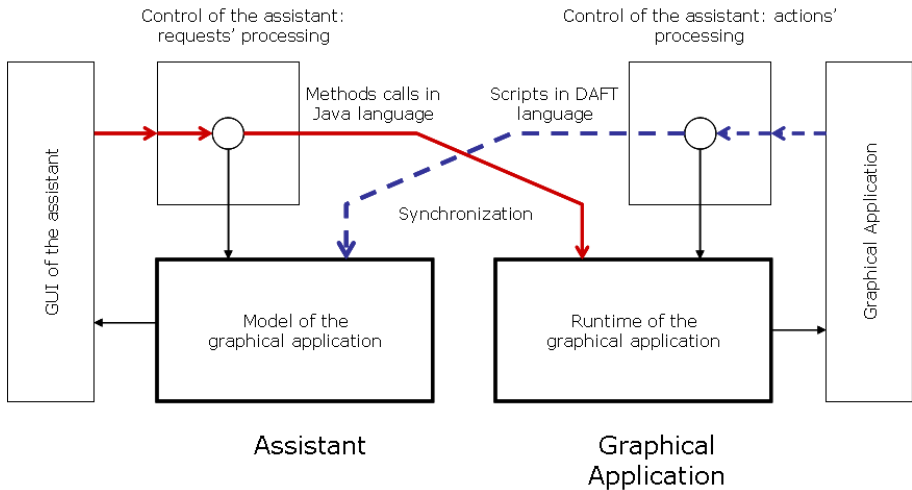 Control of the assistant:
requests' processing
Control of the assistant: actions'
processing
Methods calls in
Java language
Scripts in DAFT
language
Synchronization
GUI of the assistant
Graphical Application
Model of the
graphical application
Runtime of the
graphical application
Assistant
Graphical
Application